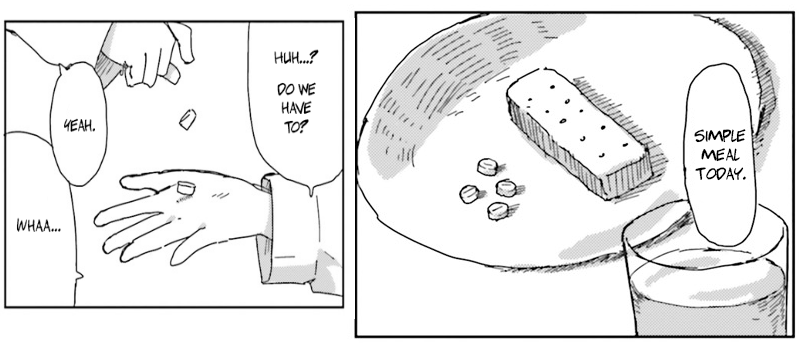 SIMPLE
MEAL
TODAY.
HUH...?
DO WE
HAVE
TO?
YEAH.
WHAA...